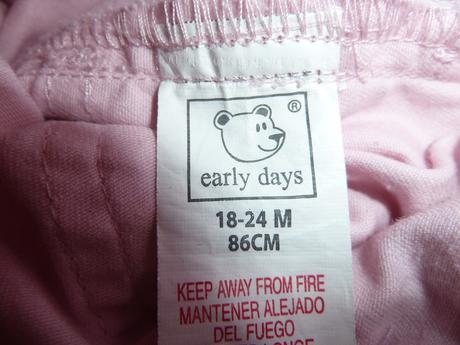 ®
early days
18-24 M
86CM
KEEP AWAY FROM FIRE
MANTENER ALEJADO
DEL FUEGO